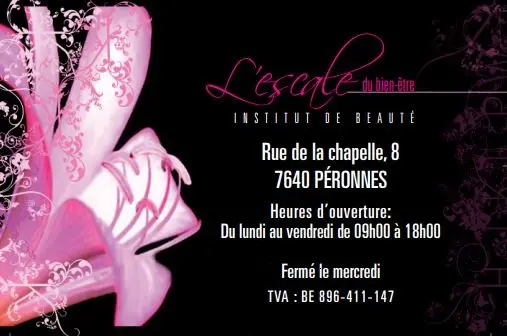 L'escale du bien-être
INSTITUT DE BEAUTÉ
Rue de la chapelle, 8
7640 PÉRONNES
Heures d'ouverture:
Du lundi au vendredi de 09h00 à 18h00
Fermé le mercredi
TVA : BE 896-411-147